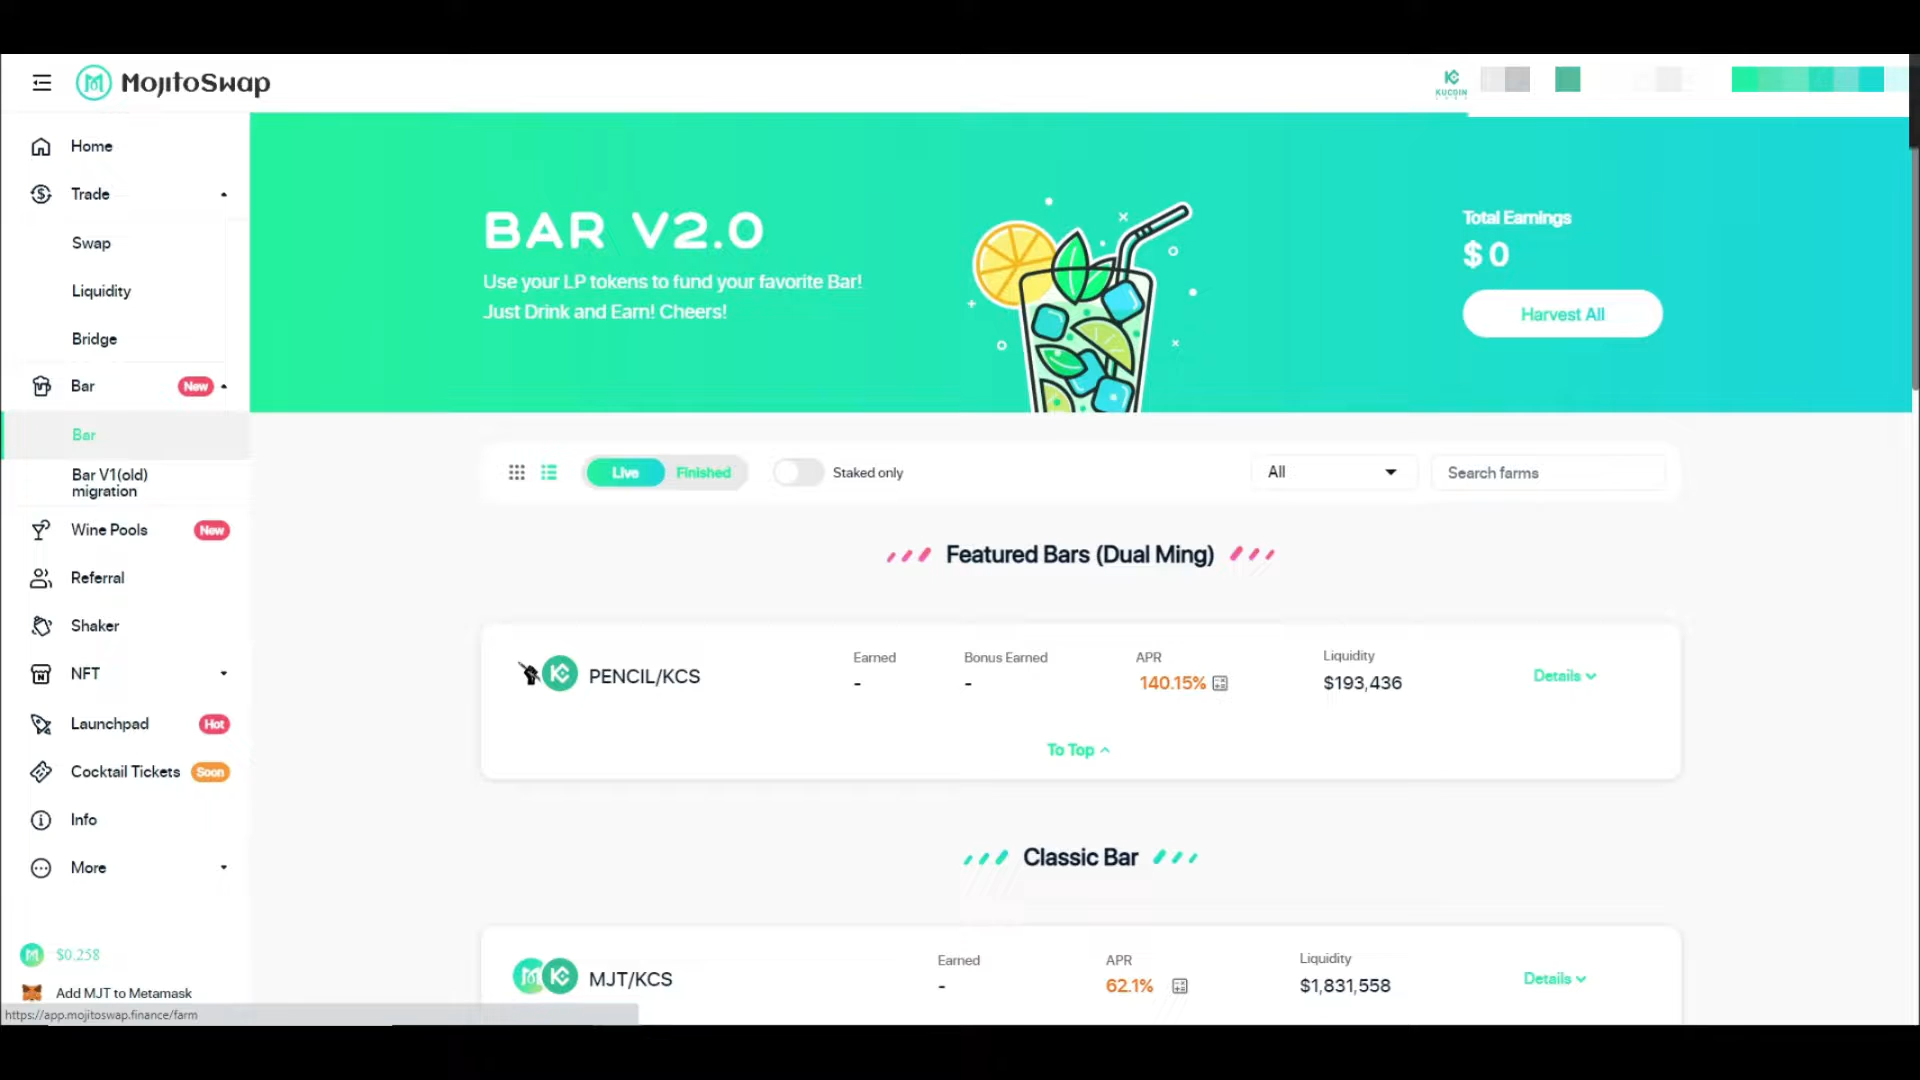 MojitoSwap
KUCOIN
Home
Trade
Swap
Liquidity
Bridge
Bar New
Bar
Bar V1(old)
migration
Wine Pools New
Referral
Shaker
NFT
Launchpad Hot
Cocktail Tickets Soon
Info
More
$0.258
Add MJT to Metamask
https://app.mojitoswap.finance/farm
BAR V2.0
Use your LP tokens to fund your favorite Bar!
Just Drink and Earn! Cheers!
Total Earnings
$ 0
Harvest All
Live Finished Staked only All Search farms
Featured Bars (Dual Ming)
PENCIL/KCS
Earned
-
Bonus Earned
-
APR
140.15%
Liquidity
$193,436
Details
To Top
Classic Bar
MJT/KCS
Earned
-
APR
62.1%
Liquidity
$1,831,558
Details